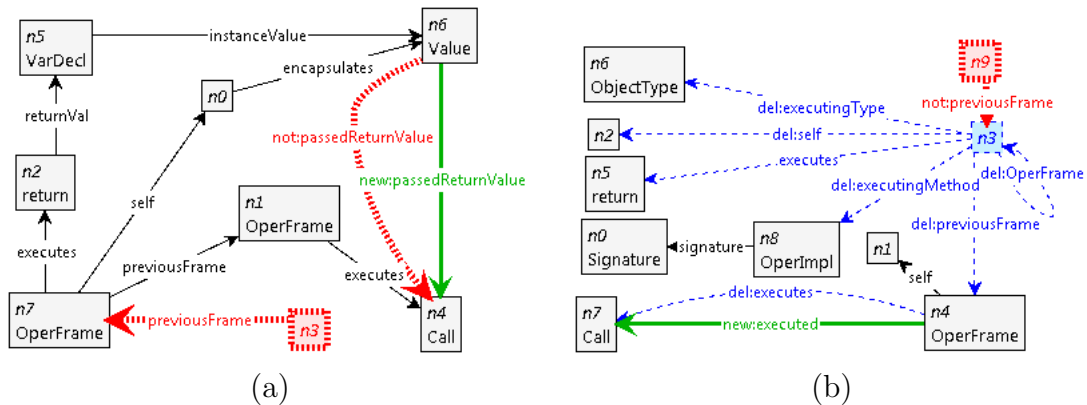 n5
VarDecl
instanceValue
n6
Value
n0
encapsulates
returnVal
not:passedReturnValue
n2
return
new:passedReturnValue
self
n1
OperFrame
executes
previousFrame
executes
n7
OperFrame
previousFrame
n3
n4
Call
(a)
n6
ObjectType
n9
del:executingType
not:previousFrame
n2
del:self
n3
n5
return
executes
del:executingMethod
del:OperFrame
del:previousFrame
n0
Signature
signature
n8
OperImpl
n1
self
n7
Call
del:executes
new:executed
n4
OperFrame
(b)